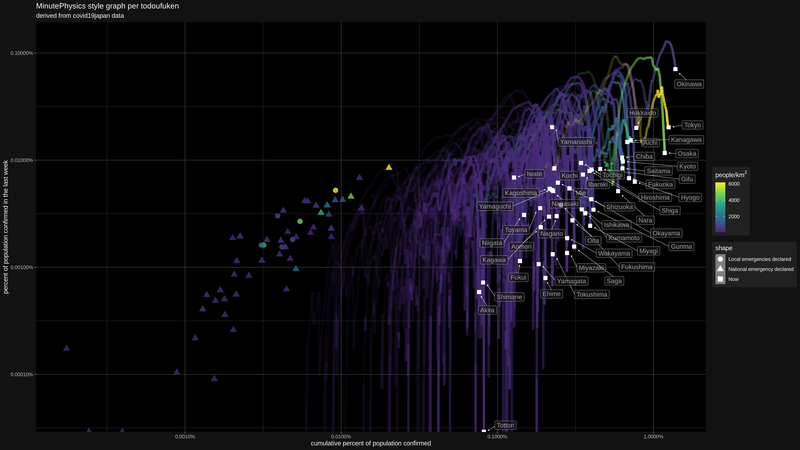 MinutePhysics style graph per todoufuken
derived from covid19japan data
percent of population confirmed in the last week
0.10000%
0.01000%
0.00100%
0.00010%
0.0010%
0.0100%
0.1000%
1.0000%
cumulative percent of population confirmed
Okinawa
Hokkaido
Tokyo
Kanagawa
Aichi
Yamanashi
Osaka
Chiba
Kyoto
Saitama
Iwate
Kochi
Tochigi
Gifu
Ibaraki
Fukuoka
Kagoshima
Mie
Hiroshima
Hyogo
Yamaguchi
Nagasaki
Shizuoka
Shiga
Nara
Toyama
Ishikawa
Nagano
Okayama
Niigata
Aomori
Oita
Kumamoto
Gunma
Kagawa
Wakayama
Miyagi
Fukui
Miyazaki
Fukushima
Yamagata
Saga
Shimane
Ehime
Tokushima
Akita
Tottori
people/km²
6000
4000
2000
shape
Local emergencies declared
National emergency declared
Now